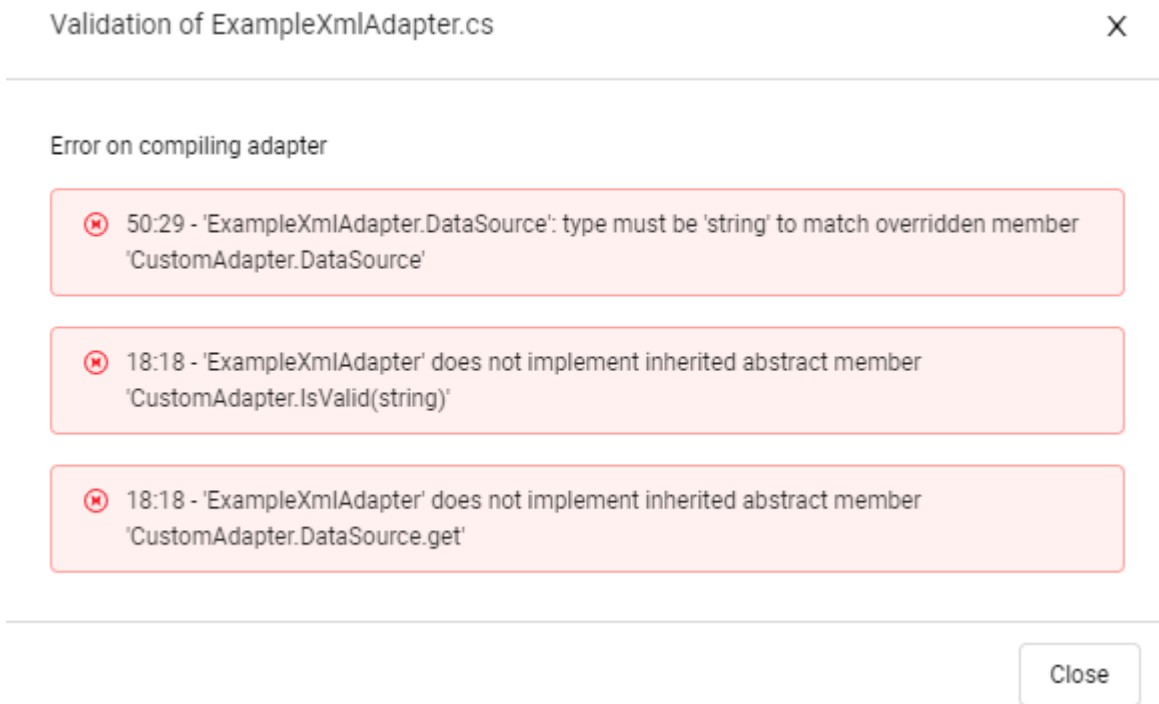 Validation of ExampleXmlAdapter.cs
X
Error on compiling adapter
50:29 - 'ExampleXmlAdapter.DataSource': type must be 'string' to match overridden member
'CustomAdapter.DataSource'
18:18 - 'ExampleXmlAdapter' does not implement inherited abstract member
'CustomAdapter.IsValid(string)'
18:18 - 'ExampleXmlAdapter' does not implement inherited abstract member
'CustomAdapter.DataSource.get'
Close